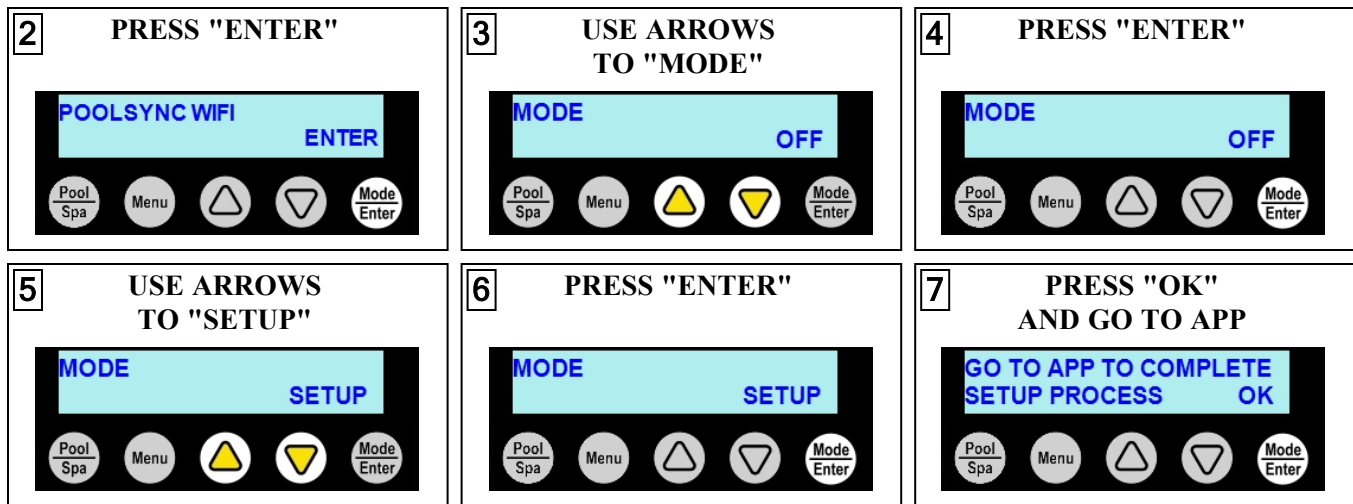 2
PRESS "ENTER"
POOLSYNC WIFI
ENTER
Pool
Spa
Menu
Mode
Enter
3
USE ARROWS
TO "MODE"
MODE
OFF
Pool
Spa
Menu
Mode
Enter
4
PRESS "ENTER"
MODE
OFF
Pool
Spa
Menu
Mode
Enter
5
USE ARROWS
TO "SETUP"
MODE
SETUP
Pool
Spa
Menu
Mode
Enter
6
PRESS "ENTER"
MODE
SETUP
Pool
Spa
Menu
Mode
Enter
7
PRESS "OK"
AND GO TO APP
GO TO APP TO COMPLETE
SETUP PROCESS OK
Pool
Spa
Menu
Mode
Enter